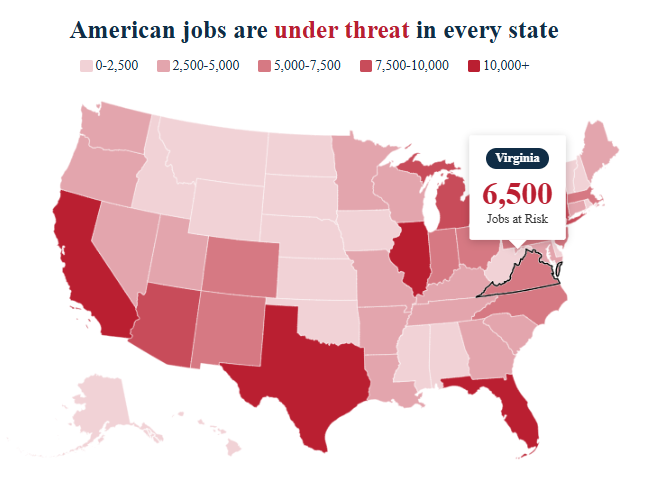 American jobs are under threat in every state
0-2,500 2,500-5,000 5,000-7,500 7,500-10,000 10,000+
Virginia
6,500
Jobs at Risk